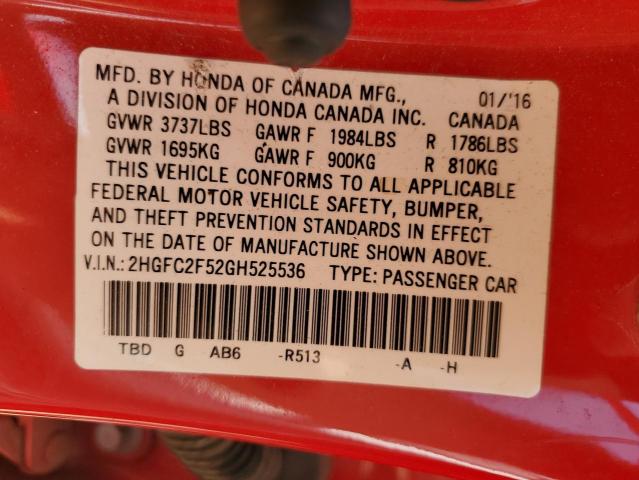 MFD. BY HONDA OF CANADA MFG., 01/'16
A DIVISION OF HONDA CANADA INC. CANADA
GVWR 3737LBS GAWR F 1984LBS R 1786LBS
GVWR 1695KG GAWR F 900KG R 810KG
THIS VEHICLE CONFORMS TO ALL APPLICABLE
FEDERAL MOTOR VEHICLE SAFETY, BUMPER,
AND THEFT PREVENTION STANDARDS IN EFFECT
ON THE DATE OF MANUFACTURE SHOWN ABOVE.
V.I.N.: 2HGFC2F52GH525536 TYPE: PASSENGER CAR
TBD G AB6 -R513 -A -H